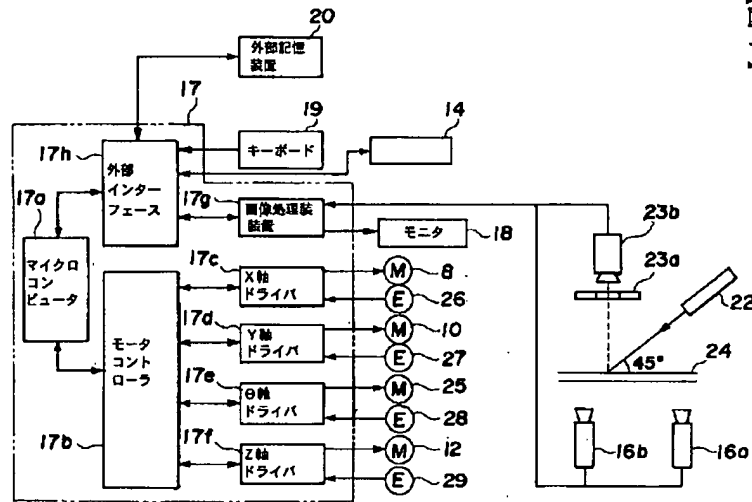 20
外部記憶
装置
17
19
14
キーボード
17h
外部
インター
フェース
17a
17g
画像処理装
装置
モニタ
18
23b
23a
22
24
45°
マイクロ
コン
ピュータ
17c
X軸
ドライバ
M
8
E
26
17d
Y軸
ドライバ
M
10
E
27
モータ
コント
ローラ
17e
Θ軸
ドライバ
M
25
E
28
17b
17f
Z軸
ドライバ
M
12
E
29
16b
16a